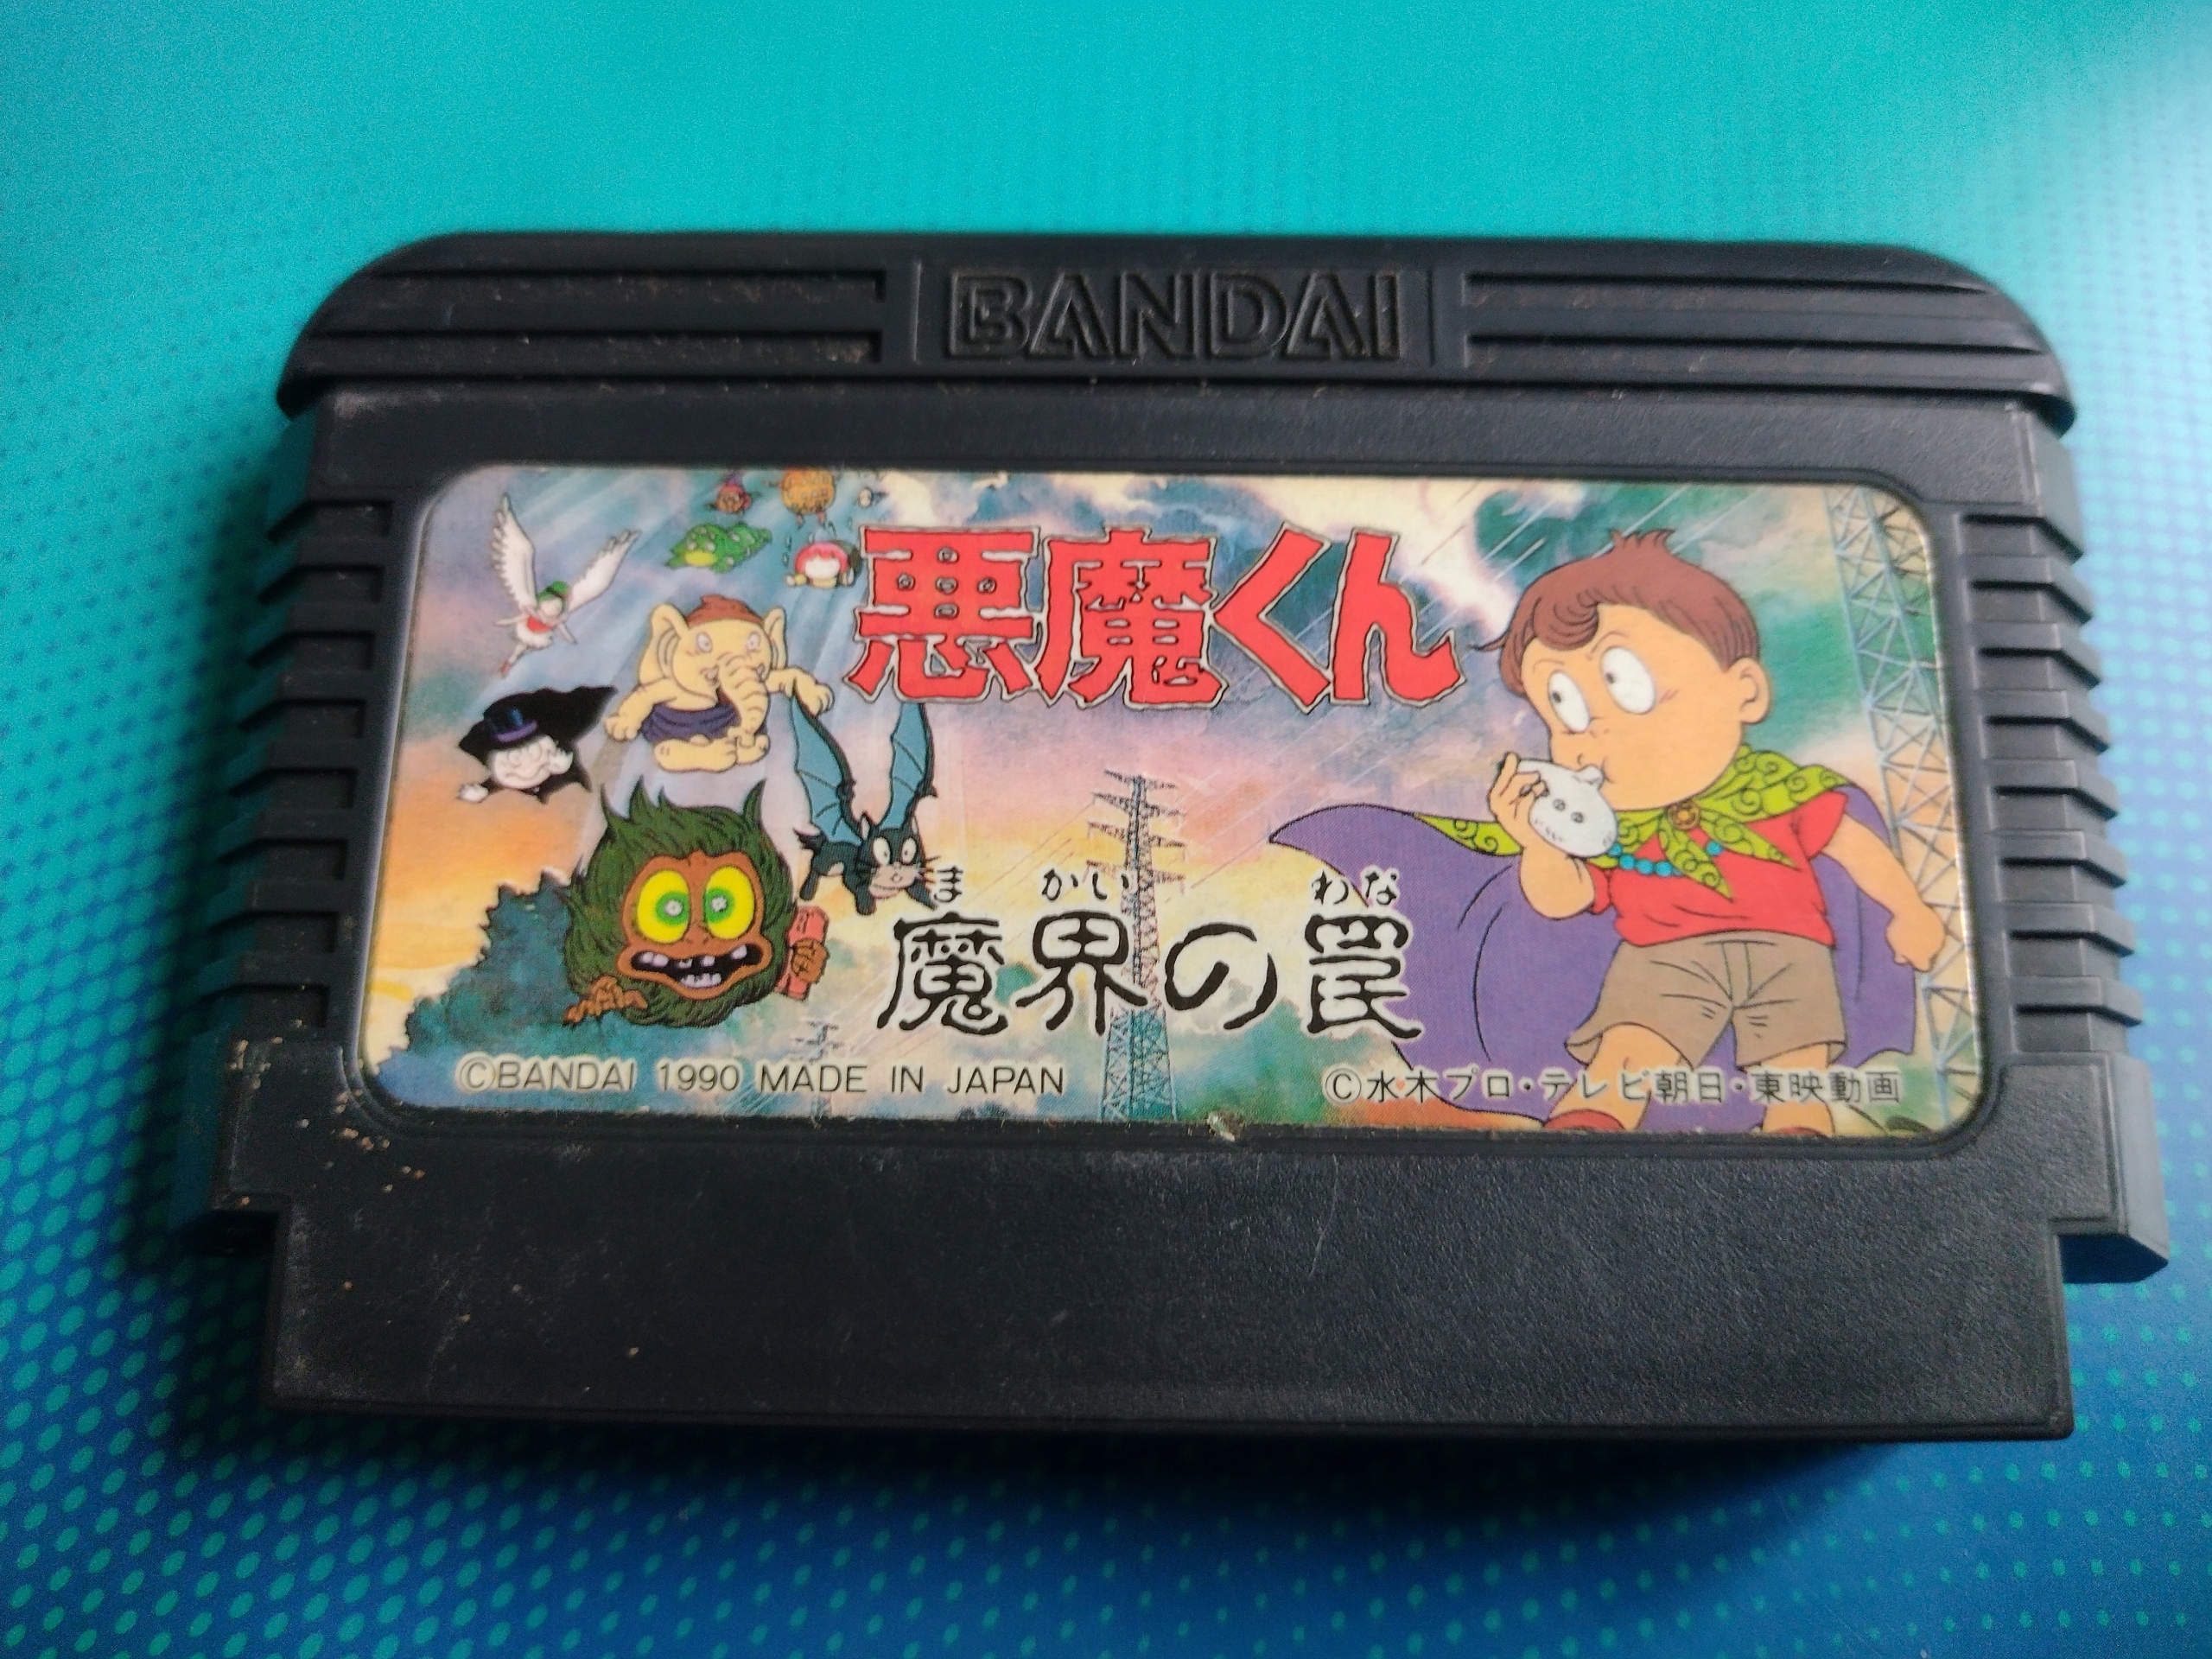 BANDAI
悪魔くん
ま かい わな
魔界の罠
©BANDAI 1990 MADE IN JAPAN
©水木プロ・テレビ朝日・東映動画